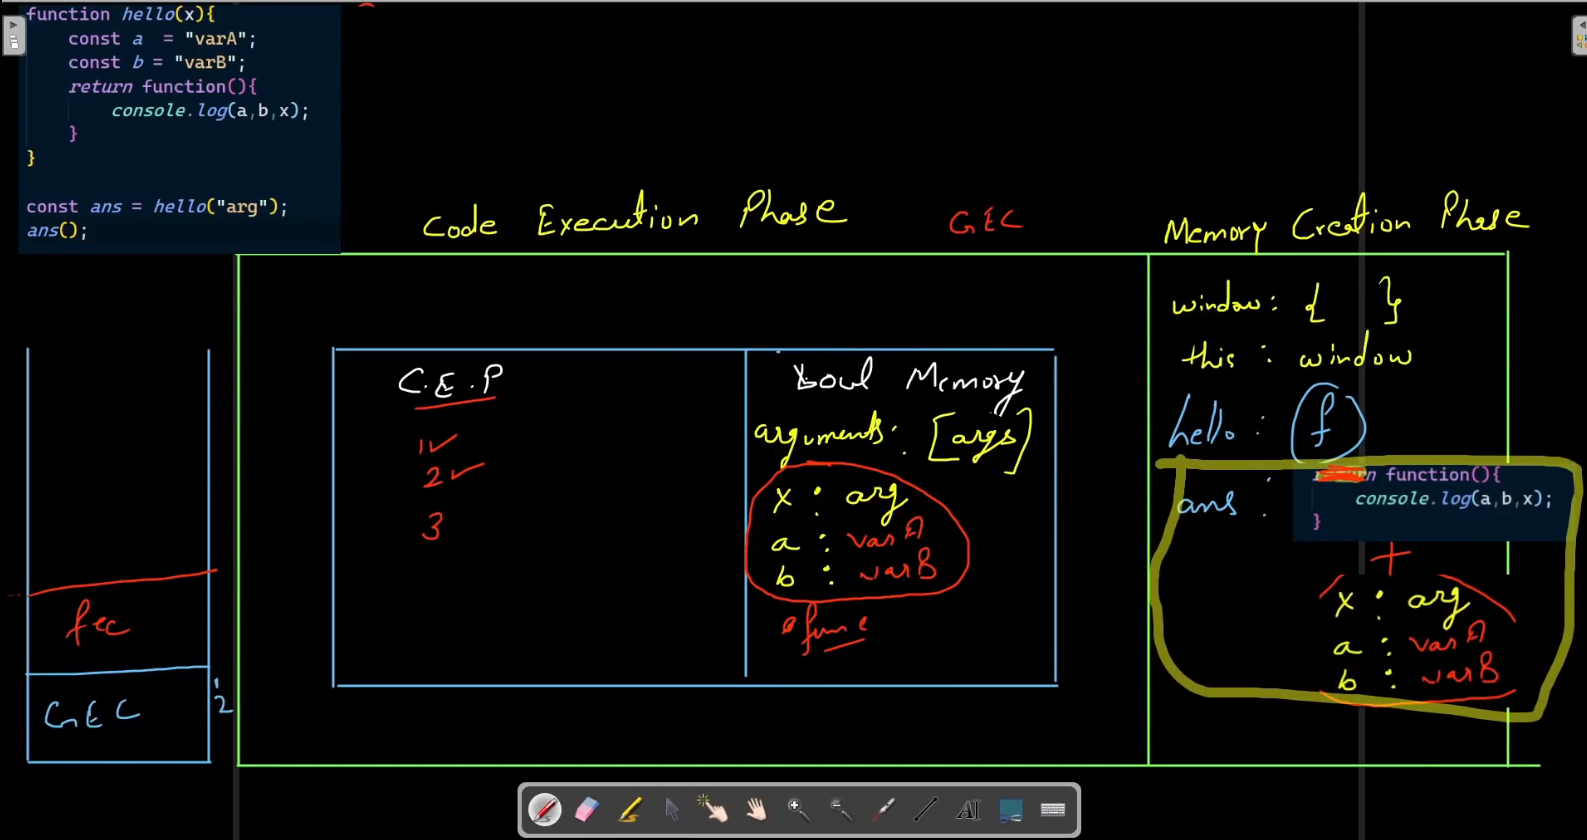 function hello(x){
    const a  = "varA";
    const b = "varB";
    return function(){
        console.log(a,b,x);
    }
}
const ans = hello("arg");
ans();
Code Execution Phase
GEC
Memory Creation Phase
window: { }
this : window
hello : f
ans :
n function(){
    console.log(a,b,x);
}
+
x : arg
a : varA
b : varB
C.E.P
1✓
2✓
3
Memory
arguments: [args]
x : arg
a : varA
b : varB
func
fec
GEC
2
AI